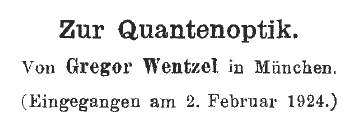 Zur Quantenoptik.
Von Gregor Wentzel in München.
(Eingegangen am 2. Februar 1924.)